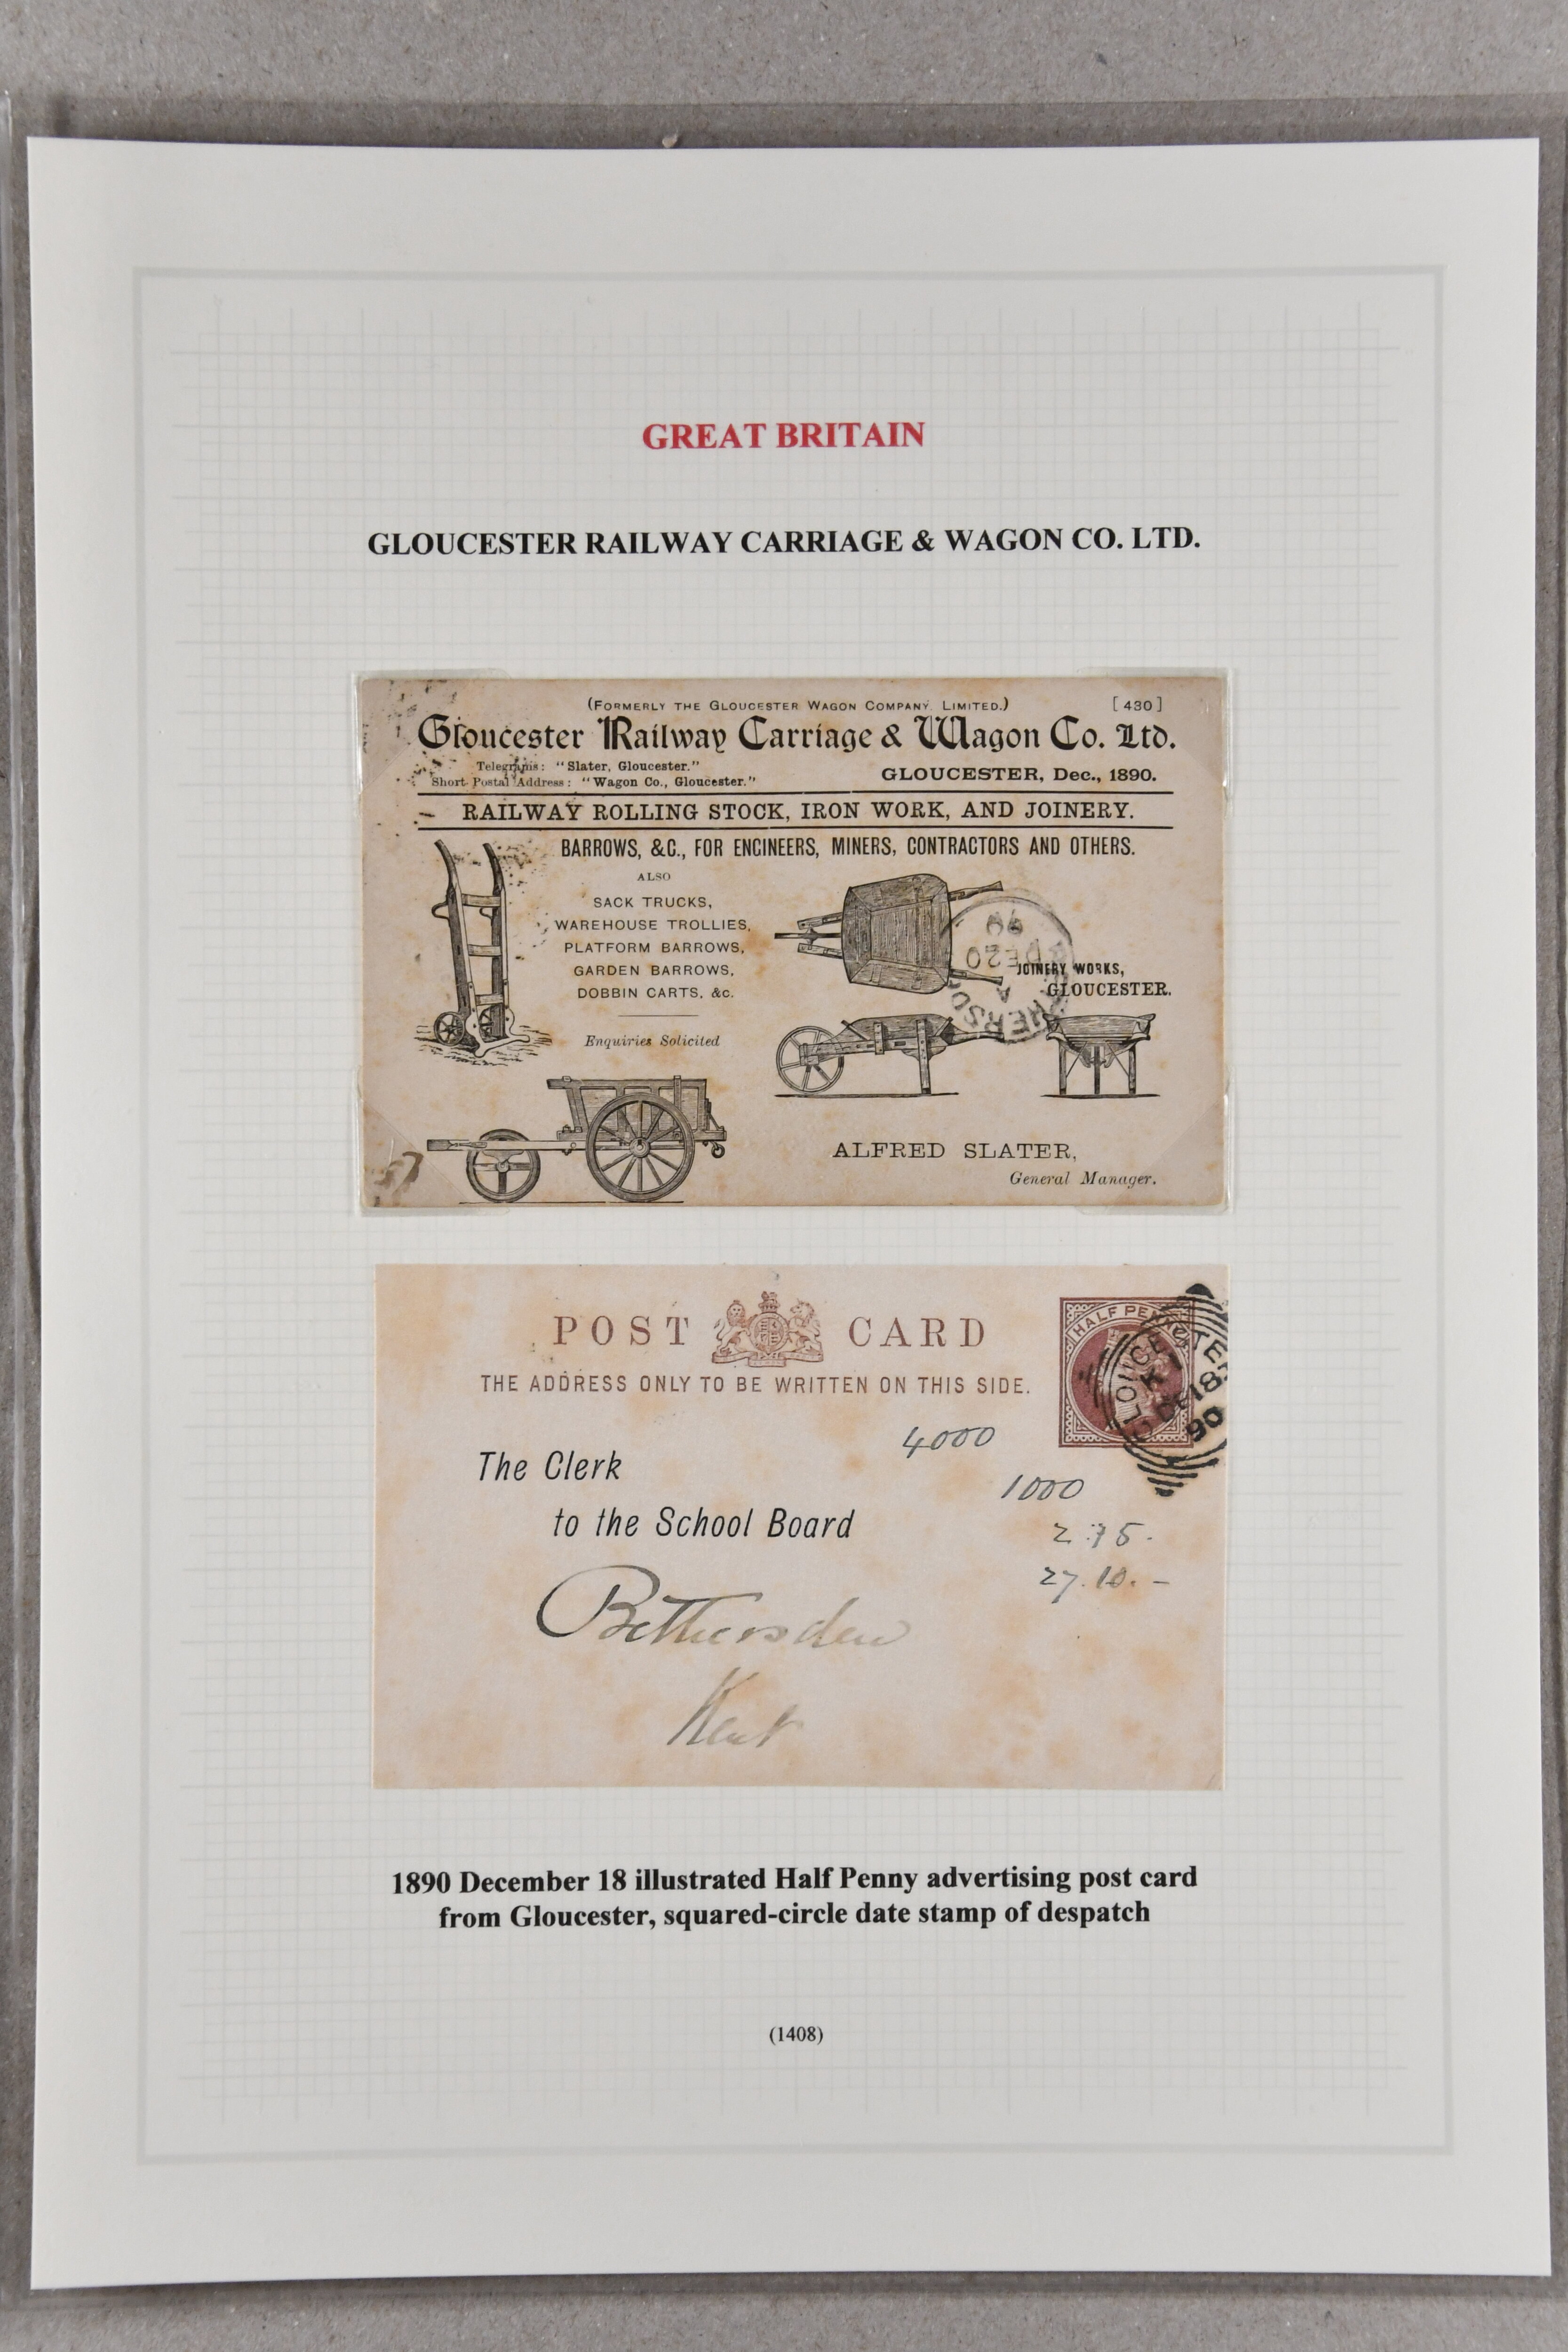 GREAT BRITAIN
GLOUCESTER RAILWAY CARRIAGE & WAGON CO. LTD.
(FORMERLY THE GLOUCESTER WAGON COMPANY. LIMITED.) [430]
Gloucester Railway Carriage & Wagon Co. Ltd.
Telegrams: "Slater, Gloucester."
Short Postal Address: "Wagon Co., Gloucester."
GLOUCESTER, Dec., 1890.
RAILWAY ROLLING STOCK, IRON WORK, AND JOINERY.
BARROWS, &C., FOR ENGINEERS, MINERS, CONTRACTORS AND OTHERS.
ALSO
SACK TRUCKS,
WAREHOUSE TROLLIES,
PLATFORM BARROWS,
GARDEN BARROWS,
DOBBIN CARTS, &c.
Enquiries Solicited
90
DE20
A
JOINERY WORKS,
GLOUCESTER.
ALFRED SLATER,
General Manager.
POST CARD
THE ADDRESS ONLY TO BE WRITTEN ON THIS SIDE.
HALF PENNY
GLOUCESTER
K
DE 18
90
4000
The Clerk
1000
to the School Board
275.
27.10.-
Bethersden
Kent
1890 December 18 illustrated Half Penny advertising post card
from Gloucester, squared-circle date stamp of despatch
(1408)